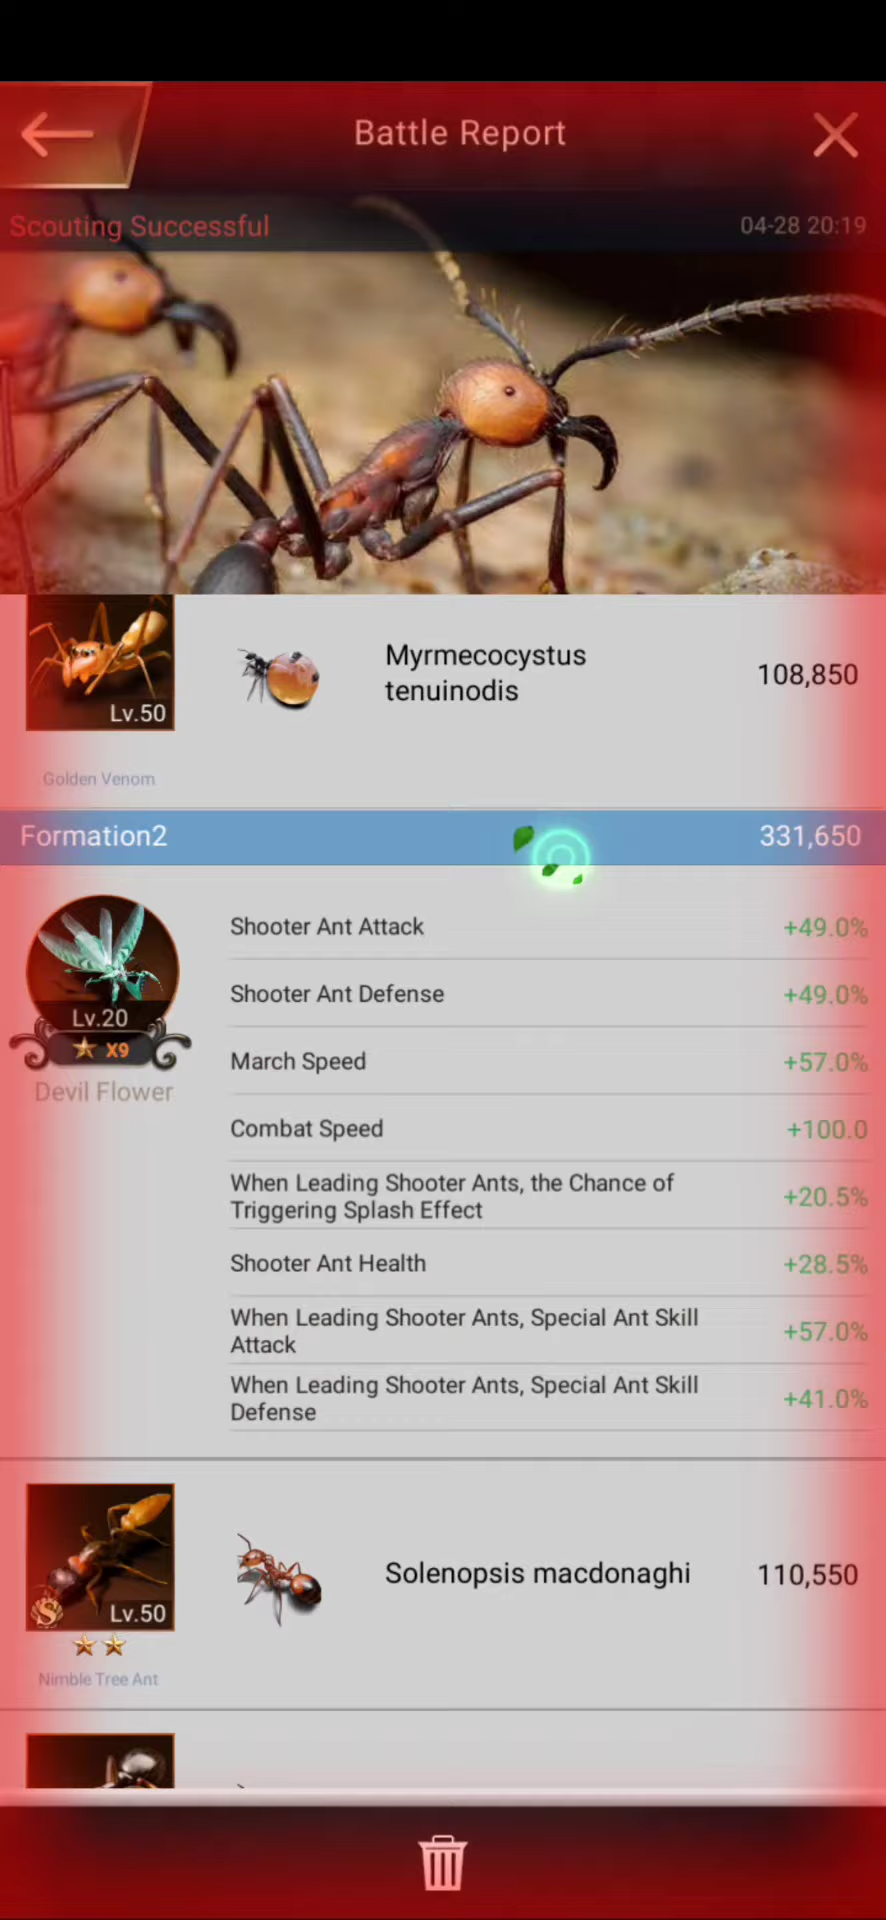 Battle Report
Scouting Successful
04-28 20:19
Lv.50
Myrmecocystus
tenuinodis
108,850
Golden Venom
Formation2
331,650
Lv.20
X9
Devil Flower
Shooter Ant Attack
+49.0%
Shooter Ant Defense
+49.0%
March Speed
+57.0%
Combat Speed
+100.0
When Leading Shooter Ants, the Chance of
Triggering Splash Effect
+20.5%
Shooter Ant Health
+28.5%
When Leading Shooter Ants, Special Ant Skill
Attack
+57.0%
When Leading Shooter Ants, Special Ant Skill
Defense
+41.0%
S
Lv.50
Nimble Tree Ant
Solenopsis macdonaghi
110,550